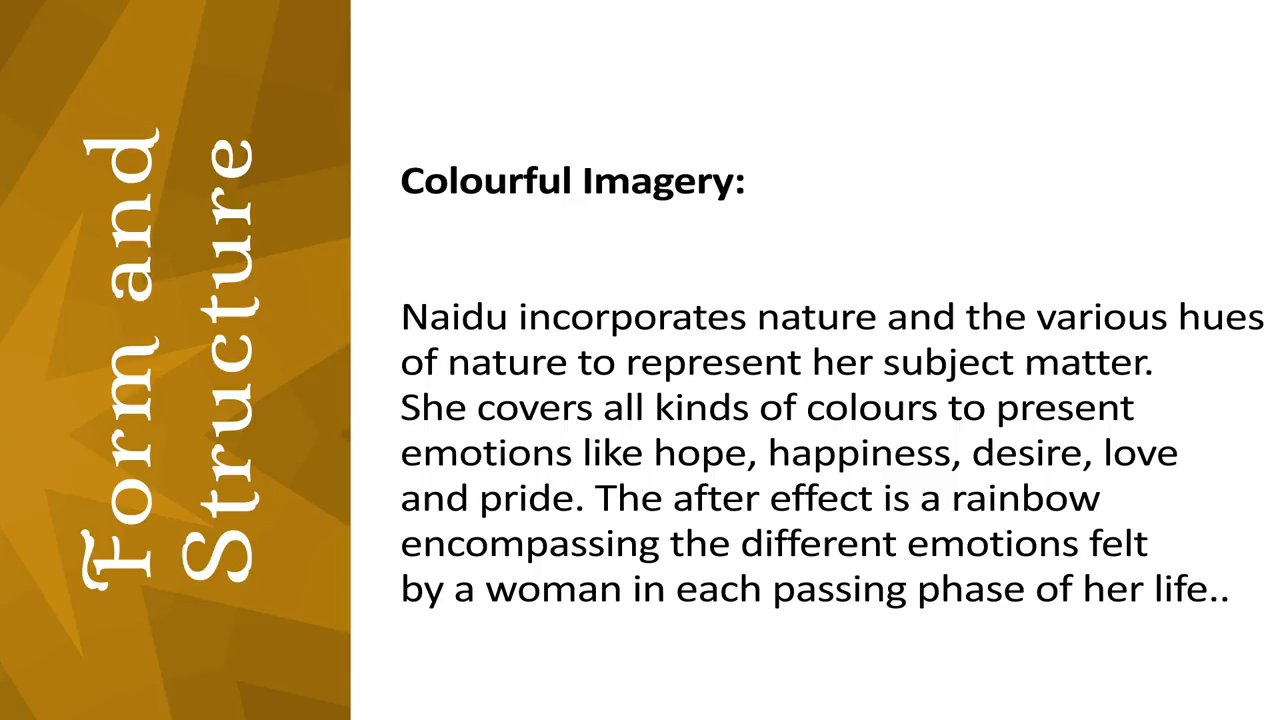 Form and
Structure
Colourful Imagery:
Naidu incorporates nature and the various hues
of nature to represent her subject matter.
She covers all kinds of colours to present
emotions like hope, happiness, desire, love
and pride. The after effect is a rainbow
encompassing the different emotions felt
by a woman in each passing phase of her life..